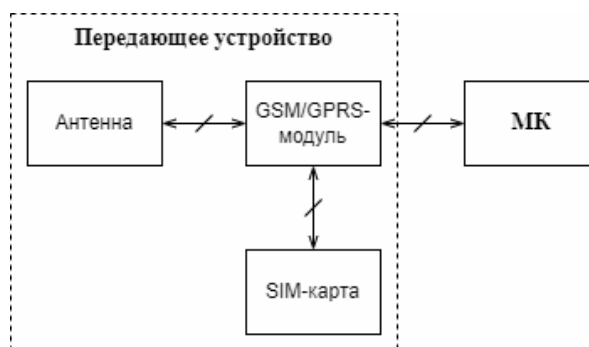 Передающее устройство
Антенна
GSM/GPRS-
модуль
МК
SIM-карта